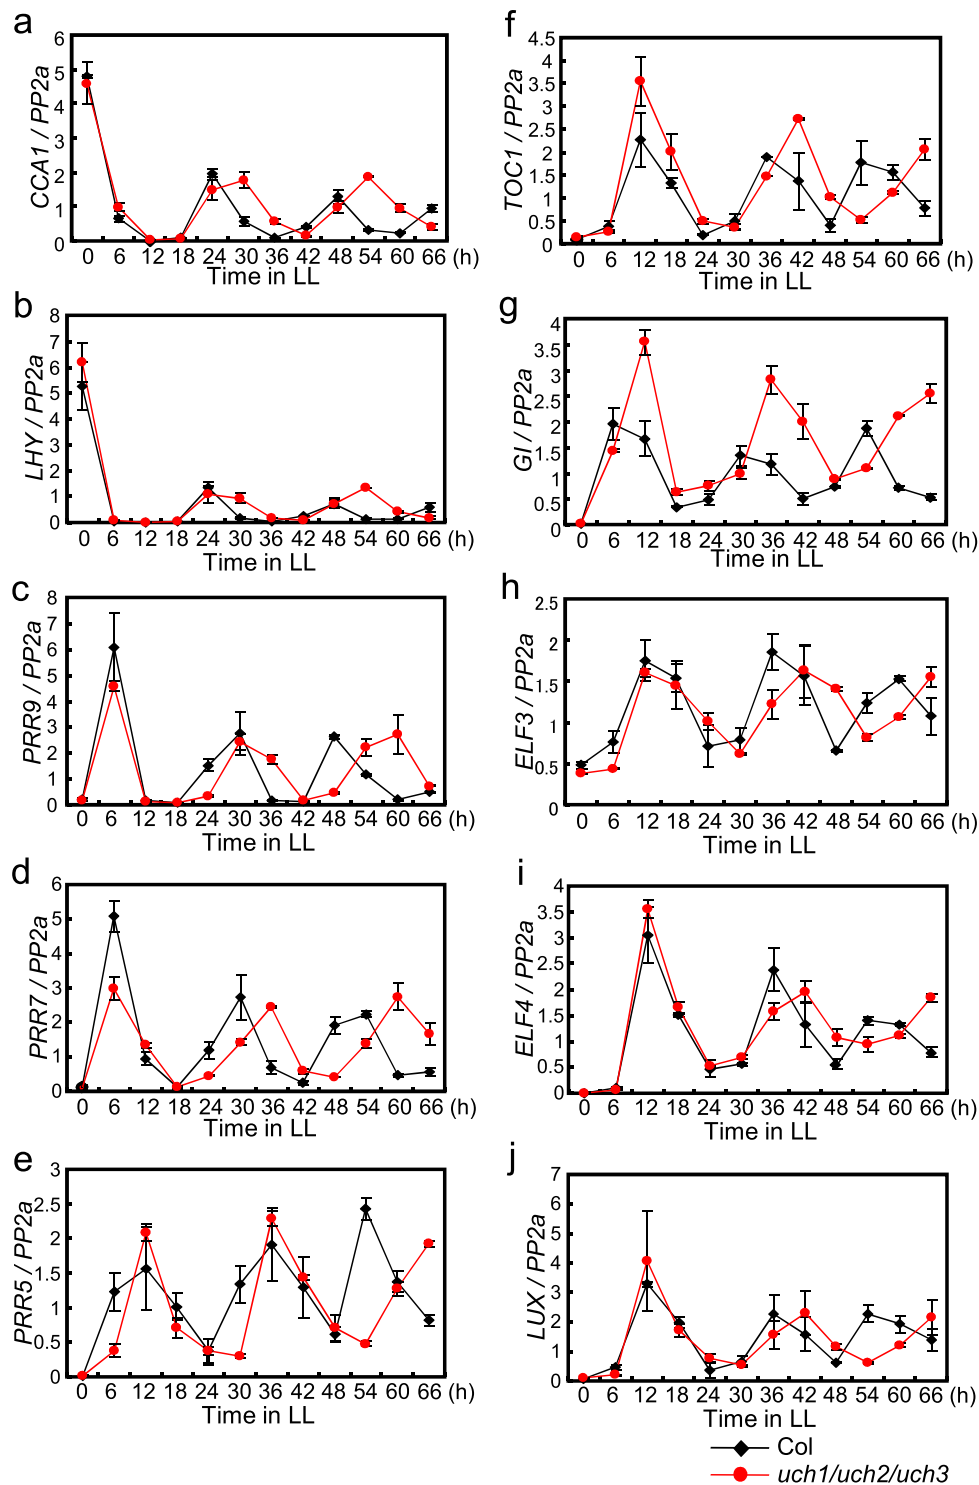 a
CCA1 / PP2a
6
5
4
3
2
1
0
0 6 12 18 24 30 36 42 48 54 60 66 (h)
Time in LL
b
LHY / PP2a
8
7
6
5
4
3
2
1
0
0 6 12 18 24 30 36 42 48 54 60 66 (h)
Time in LL
c
PRR9 / PP2a
8
7
6
5
4
3
2
1
0
0 6 12 18 24 30 36 42 48 54 60 66 (h)
Time in LL
d
PRR7 / PP2a
6
5
4
3
2
1
0
0 6 12 18 24 30 36 42 48 54 60 66 (h)
Time in LL
e
PRR5 / PP2a
3
2.5
2
1.5
1
0.5
0
0 6 12 18 24 30 36 42 48 54 60 66 (h)
Time in LL
f
TOC1 / PP2a
4.5
4
3.5
3
2.5
2
1.5
1
0.5
0
0 6 12 18 24 30 36 42 48 54 60 66 (h)
Time in LL
g
GI / PP2a
4
3.5
3
2.5
2
1.5
1
0.5
0
0 6 12 18 24 30 36 42 48 54 60 66 (h)
Time in LL
h
ELF3 / PP2a
2.5
2
1.5
1
0.5
0
0 6 12 18 24 30 36 42 48 54 60 66 (h)
Time in LL
i
ELF4 / PP2a
4
3.5
3
2.5
2
1.5
1
0.5
0
0 6 12 18 24 30 36 42 48 54 60 66 (h)
Time in LL
j
LUX / PP2a
7
6
5
4
3
2
1
0
0 6 12 18 24 30 36 42 48 54 60 66 (h)
Time in LL
Col
uch1/uch2/uch3